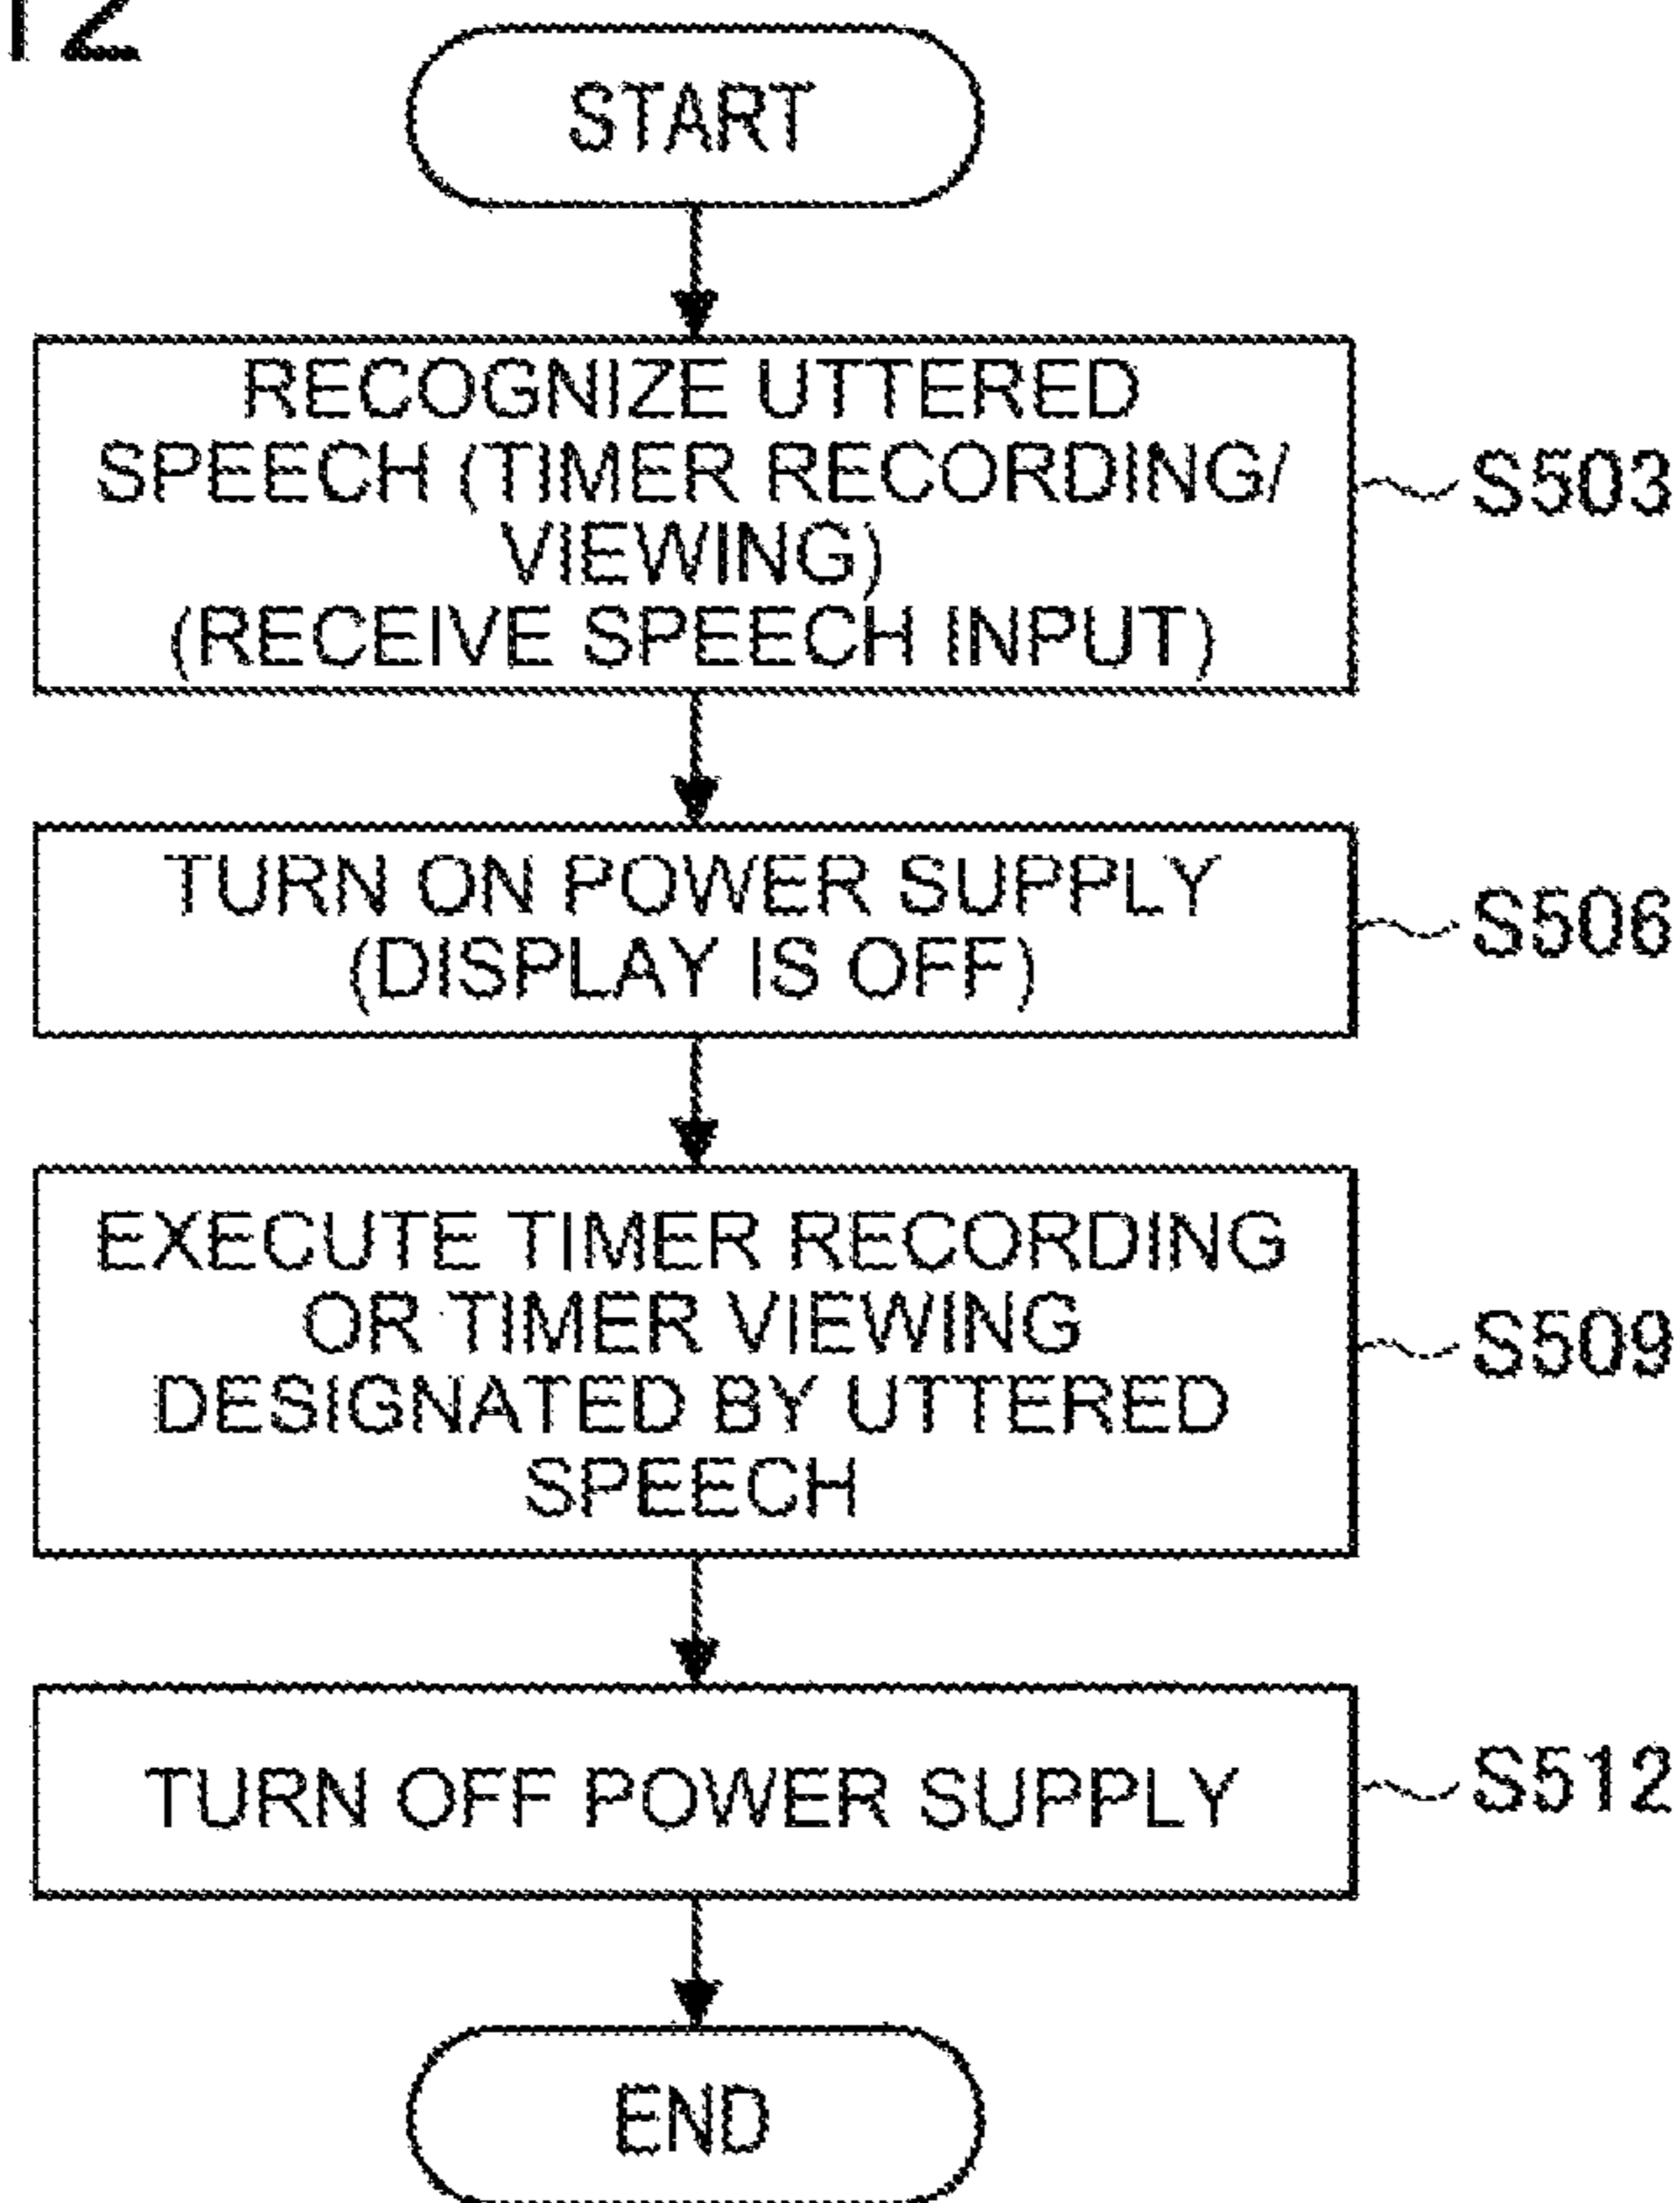 12
START
RECOGNIZE UTTERED
SPEECH (TIMER RECORDING/
VIEWING)
(RECEIVE SPEECH INPUT)
S503
TURN ON POWER SUPPLY
(DISPLAY IS OFF)
S506
EXECUTE TIMER RECORDING
OR TIMER VIEWING
DESIGNATED BY UTTERED
SPEECH
S509
TURN OFF POWER SUPPLY
S512
END